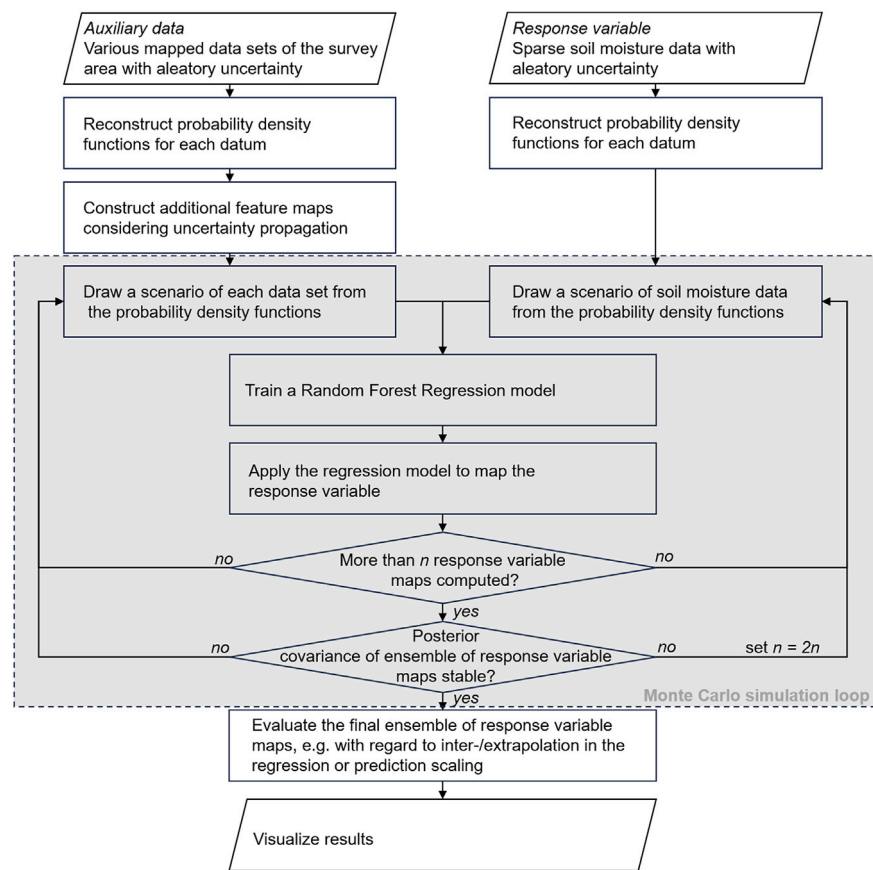 Auxiliary data
Various mapped data sets of the survey
area with aleatory uncertainty
Response variable
Sparse soil moisture data with
aleatory uncertainty
Reconstruct probability density
functions for each datum
Reconstruct probability density
functions for each datum
Construct additional feature maps
considering uncertainty propagation
Draw a scenario of each data set from
the probability density functions
Draw a scenario of soil moisture data
from the probability density functions
Train a Random Forest Regression model
Apply the regression model to map the
response variable
no
More than n response variable
maps computed?
no
yes
no
Posterior
covariance of ensemble of response variable
maps stable?
no
set n = 2n
yes
Monte Carlo simulation loop
Evaluate the final ensemble of response variable
maps, e.g. with regard to inter-/extrapolation in the
regression or prediction scaling
Visualize results